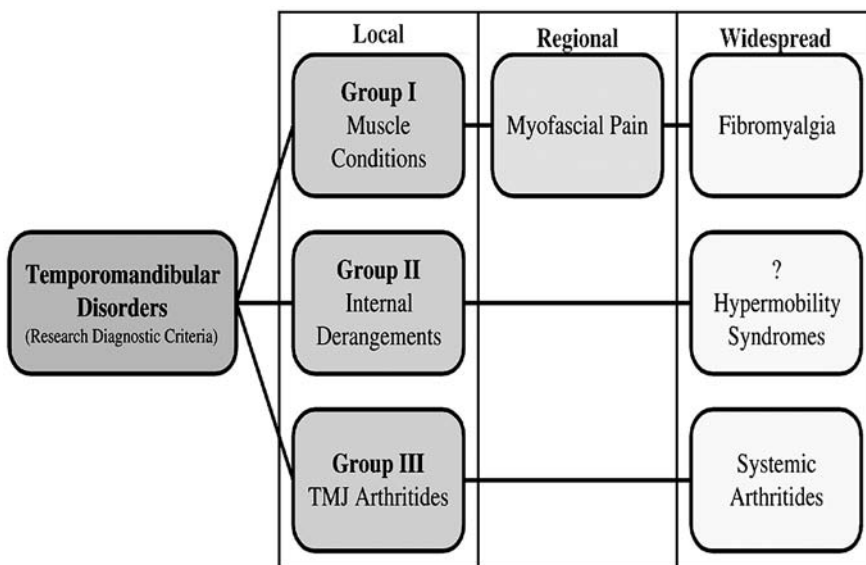 Local
Regional
Widespread
Group I
Muscle
Conditions
Myofascial Pain
Fibromyalgia
Temporomandibular
Disorders
(Research Diagnostic Criteria)
Group II
Internal
Derangements
?
Hypermobility
Syndromes
Group III
TMJ Arthritides
Systemic
Arthritides